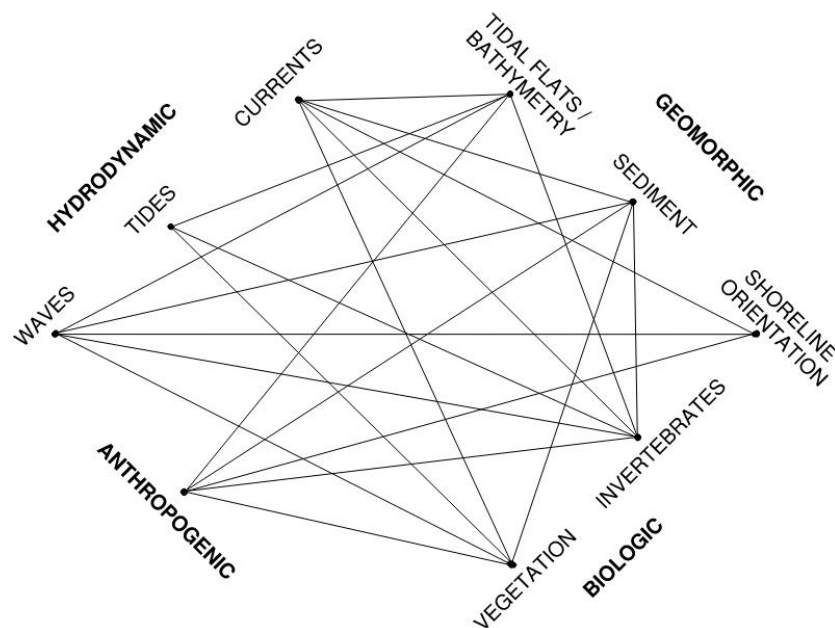 CURRENTS
TIDAL FLATS /
BATHYMETRY
GEOMORPHIC
HYDRODYNAMIC
SEDIMENT
TIDES
SHORELINE
ORIENTATION
WAVES
INVERTEBRATES
ANTHROPOGENIC
BIOLOGIC
VEGETATION